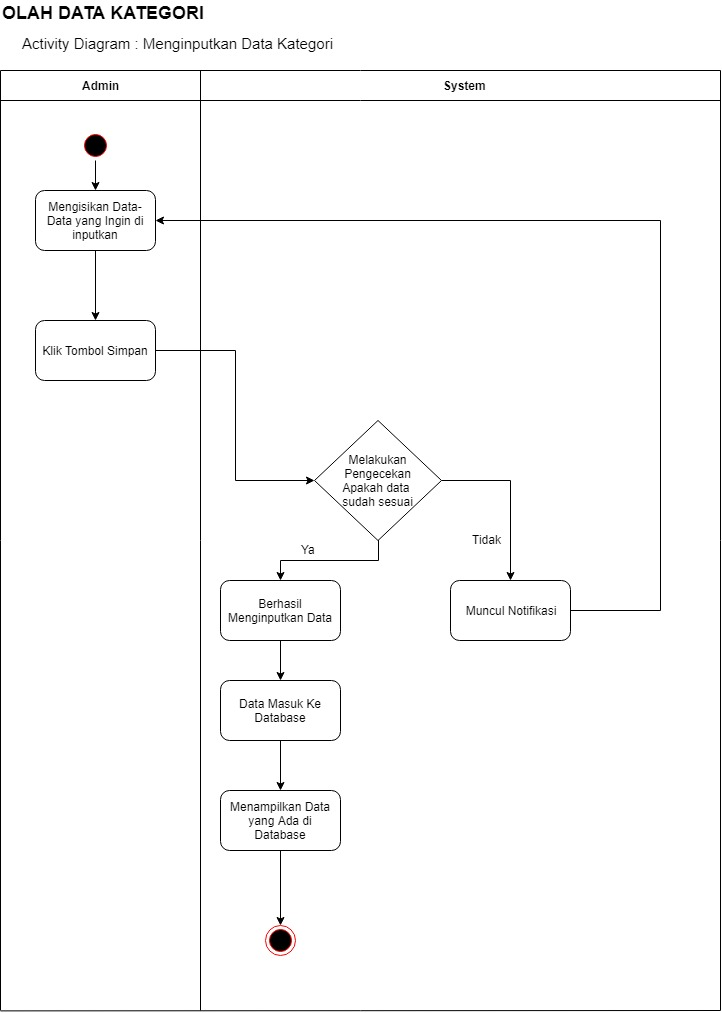 OLAH DATA KATEGORI
Activity Diagram : Menginputkan Data Kategori
Admin
System
Mengisikan Data-
Data yang Ingin di
inputkan
Klik Tombol Simpan
Melakukan
Pengecekan
Apakah data
sudah sesuai
Ya
Tidak
Berhasil
Menginputkan Data
Muncul Notifikasi
Data Masuk Ke
Database
Menampilkan Data
yang Ada di
Database